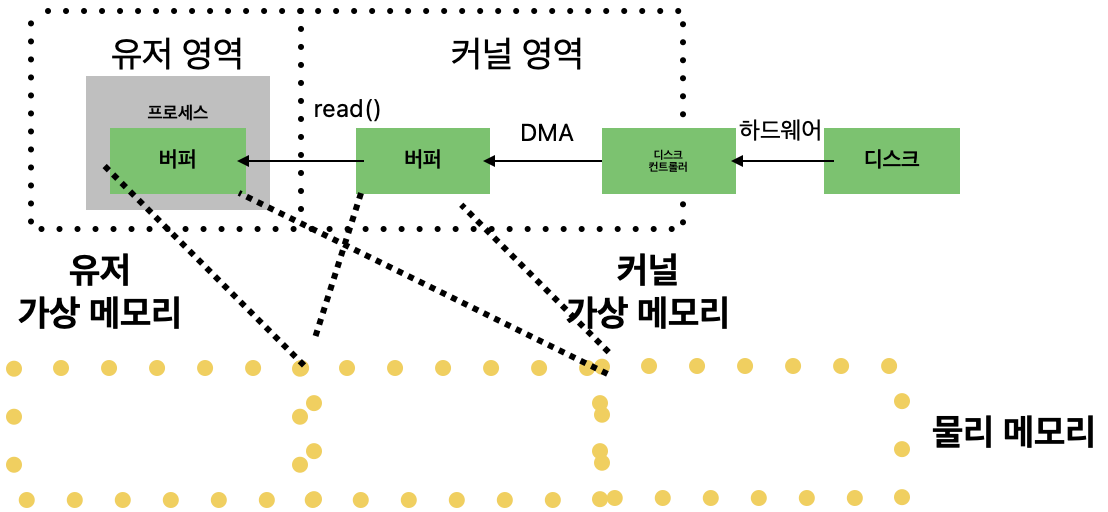 유저 영역
커널 영역
프로세스
read()
버퍼
버퍼
DMA
디스크
컨트롤러
하드웨어
디스크
유저
가상 메모리
커널
가상 메모리
물리 메모리